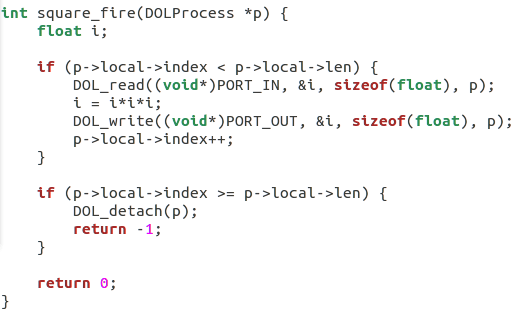 int square_fire(DOLProcess *p) {
    float i;

    if (p->local->index < p->local->len) {
        DOL_read((void*)PORT_IN, &i, sizeof(float), p);
        i = i*i*i;
        DOL_write((void*)PORT_OUT, &i, sizeof(float), p);
        p->local->index++;
    }

    if (p->local->index >= p->local->len) {
        DOL_detach(p);
        return -1;
    }

    return 0;
}